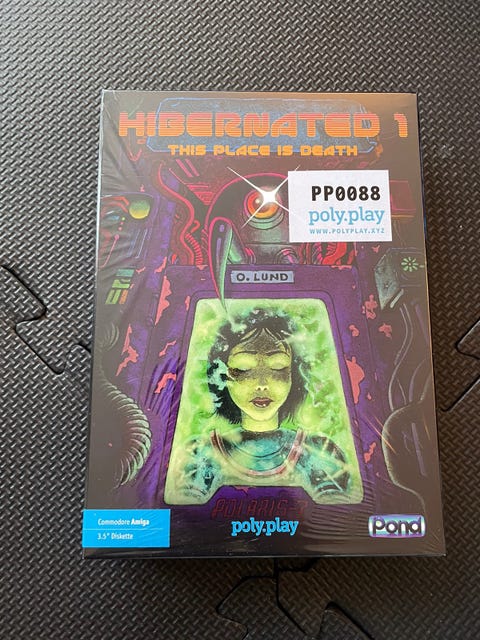 HIBERNATED 1
THIS PLACE IS DEATH
PP0088
poly.play
WWW.POLYPLAY.XYZ
O. LUND
POLARIS-7
poly.play
Commodore Amiga
3.5" Diskette
Pond